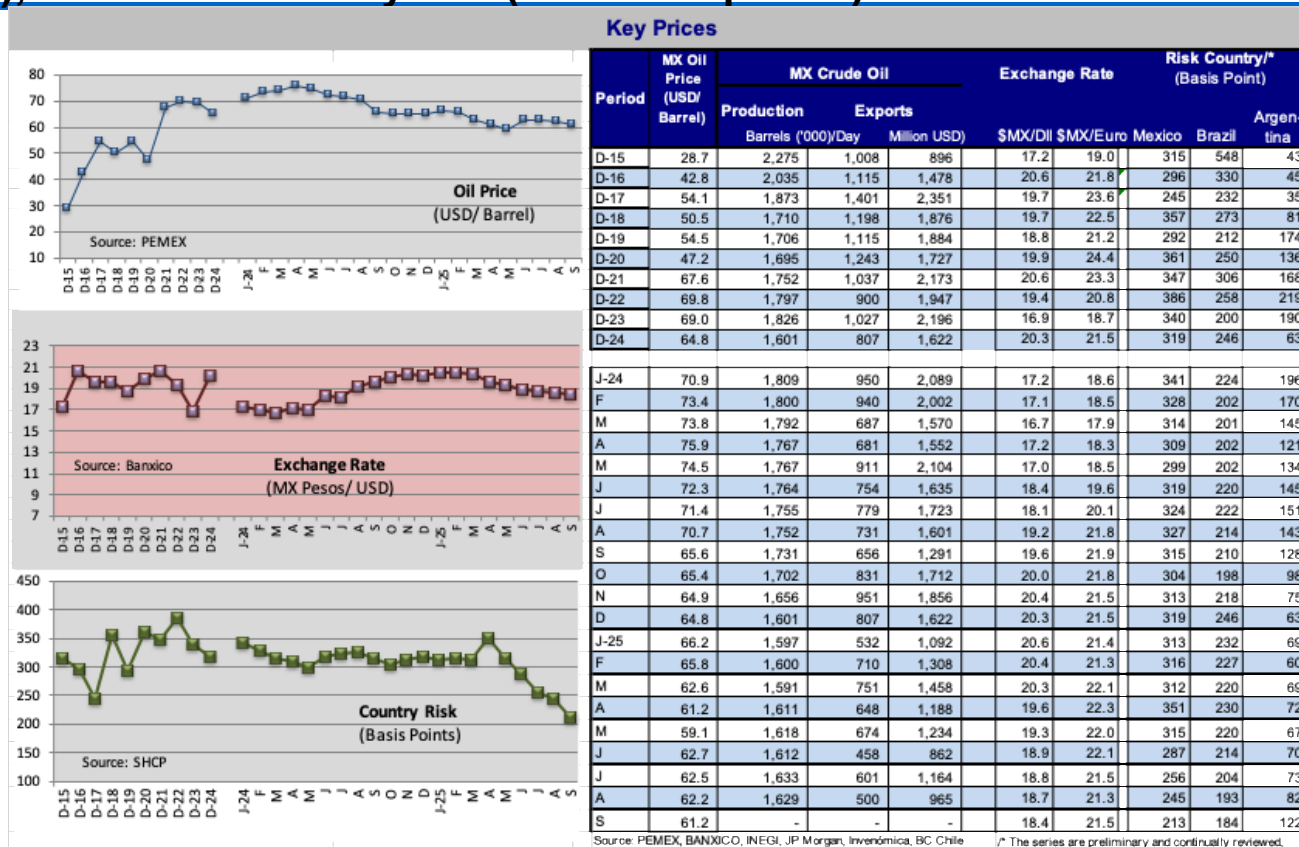 Key Prices
80
70
60
50
40
30
20
10
Oil Price
(USD/ Barrel)
Source: PEMEX
D-15 D-16 D-17 D-18 D-19 D-20 D-21 D-22 D-23 D-24 J-24 F M A M J J A S O N D J-25 F M A M J J A S
23
21
19
17
15
13
11
9
7
Source: Banxico
Exchange Rate
(MX Pesos/ USD)
D-15 D-16 D-17 D-18 D-19 D-20 D-21 D-22 D-23 D-24 J-24 F M A M J J A S O N D J-25 F M A M J J A S
450
400
350
300
250
200
150
100
Country Risk
(Basis Points)
Source: SHCP
D-15 D-16 D-17 D-18 D-19 D-20 D-21 D-22 D-23 D-24 J-24 F M A M J J A S O N D J-25 F M A M J J A S
Period
MX Oil
Price
(USD/
Barrel)
MX Crude Oil
Production Exports
Barrels ('000)/Day Million USD)
Exchange Rate
$MX/Dll $MX/Euro
Risk Country/*
(Basis Point)
Mexico Brazil
Argen-
tina
D-15 28.7 2,275 1,008 896 17.2 19.0 315 548
D-16 42.8 2,035 1,115 1,478 20.6 21.8 296 330
D-17 54.1 1,873 1,401 2,351 19.7 23.6 245 232
D-18 50.5 1,710 1,198 1,876 19.7 22.5 357 273
D-19 54.5 1,706 1,115 1,884 18.8 21.2 292 212
D-20 47.2 1,695 1,243 1,727 19.9 24.4 361 250
D-21 67.6 1,752 1,037 2,173 20.6 23.3 347 306
D-22 69.8 1,797 900 1,947 19.4 20.8 386 258
D-23 69.0 1,826 1,027 2,196 16.9 18.7 340 200
D-24 64.8 1,601 807 1,622 20.3 21.5 319 246
J-24 70.9 1,809 950 2,089 17.2 18.6 341 224
F 73.4 1,800 940 2,002 17.1 18.5 328 202
M 73.8 1,792 687 1,570 16.7 17.9 314 201
A 75.9 1,767 681 1,552 17.2 18.3 309 202
M 74.5 1,767 911 2,104 17.0 18.5 299 202
J 72.3 1,764 754 1,635 18.4 19.6 319 220
J 71.4 1,755 779 1,723 18.1 20.1 324 222
A 70.7 1,752 731 1,601 19.2 21.8 327 214
S 65.6 1,731 656 1,291 19.6 21.9 315 210
O 65.4 1,702 831 1,712 20.0 21.8 304 198
N 64.9 1,656 951 1,856 20.4 21.5 313 218
D 64.8 1,601 807 1,622 20.3 21.5 319 246
J-25 66.2 1,597 532 1,092 20.6 21.4 313 232
F 65.8 1,600 710 1,308 20.4 21.3 316 227
M 62.6 1,591 751 1,458 20.3 22.1 312 220
A 61.2 1,611 648 1,188 19.6 22.3 351 230
M 59.1 1,618 674 1,234 19.3 22.0 315 220
J 62.7 1,612 458 862 18.9 22.1 287 214
J 62.5 1,633 601 1,164 18.8 21.5 256 204
A 62.2 1,629 500 965 18.7 21.3 245 193
S 61.2 - - - 18.4 21.5 213 184
Source: PEMEX, BANXICO, INEGI, JP Morgan, Invenómica, BC Chile
/* The series are preliminary and continually reviewed,